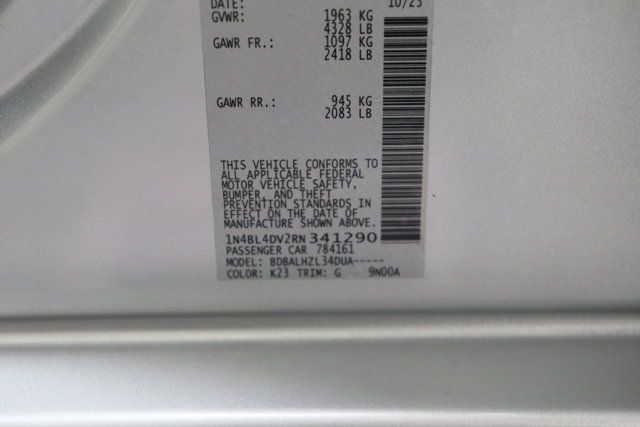 DATE: 10/23
GVWR: 1963 KG
4328 LB
GAWR FR.: 1097 KG
2418 LB
GAWR RR.: 945 KG
2083 LB
THIS VEHICLE CONFORMS TO
ALL APPLICABLE FEDERAL
MOTOR VEHICLE SAFETY,
BUMPER, AND THEFT
PREVENTION STANDARDS IN
EFFECT ON THE DATE OF
MANUFACTURE SHOWN ABOVE.
1N4BL4DV2RN341290
PASSENGER CAR 784161
MODEL: BDBALHZL34DUA-----
COLOR: K23 TRIM: G 9N00A